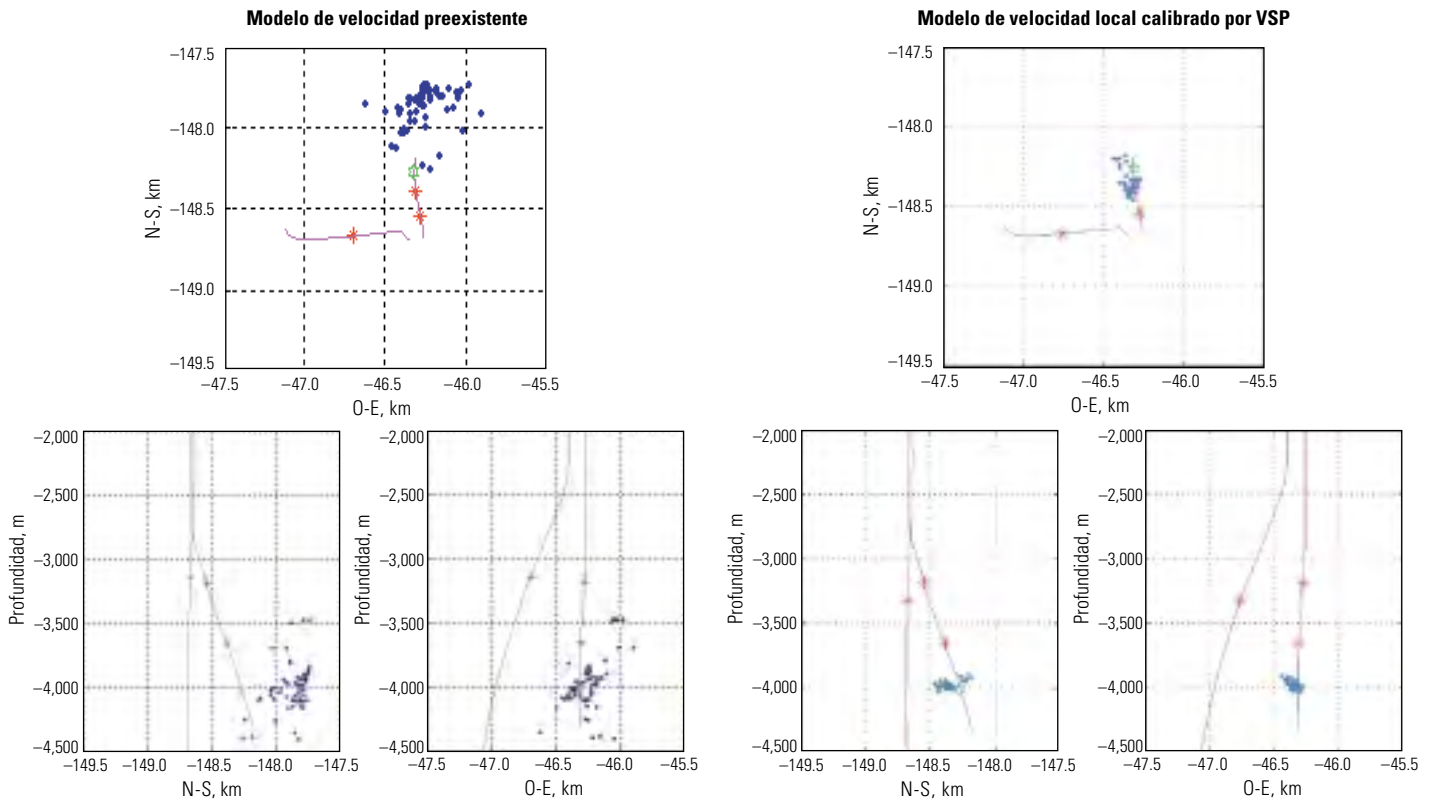 Modelo de velocidad preexistente
−147.5
−148.0
−148.5
−149.0
−149.5
N-S, km
−47.5 −47.0 −46.5 −46.0 −45.5
O-E, km
−2,000
−2,500
−3,000
−3,500
−4,000
−4,500
Profundidad, m
−149.5 −149.0 −148.5 −148.0 −147.5
N-S, km
−2,000
−2,500
−3,000
−3,500
−4,000
−4,500
Profundidad, m
−47.5 −47.0 −46.5 −46.0 −45.5
O-E, km
Modelo de velocidad local calibrado por VSP
−147.5
−148.0
−148.5
−149.0
−149.5
N-S, km
−47.5 −47.0 −46.5 −46.0 −45.5
O-E, km
−2,000
−2,500
−3,000
−3,500
−4,000
−4,500
Profundidad, m
−149.5 −149.0 −148.5 −148.0 −147.5
N-S, km
−2,000
−2,500
−3,000
−3,500
−4,000
−4,500
Profundidad, m
−47.5 −47.0 −46.5 −46.0 −45.5
O-E, km